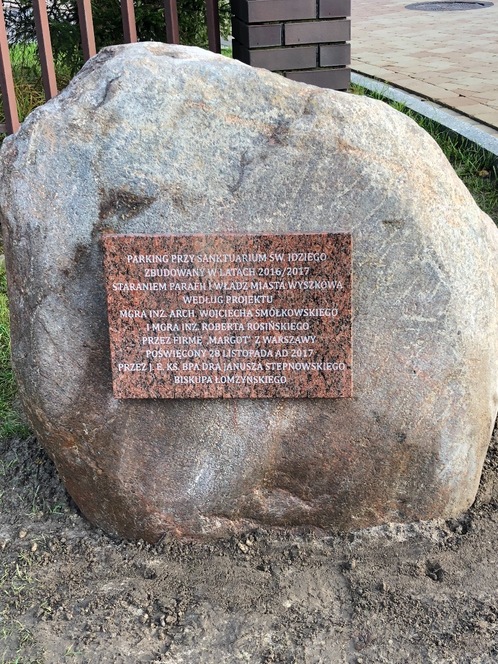 PARKING PRZY SANKTUARIUM ŚW. IDZIEGO
ZBUDOWANY W LATACH 2016/2017
STARANIEM PARAFII I WŁADZ MIASTA WYSZKOWA
WEDŁUG PROJEKTU
MGRA INŻ. ARCH. WOJCIECHA SMÓŁKOWSKIEGO
I MGRA INŻ. ROBERTA ROSIŃSKIEGO
PRZEZ FIRMĘ „MARGOT" Z WARSZAWY
POŚWIĘCONY 28 LISTOPADA AD 2017
PRZEZ J. E. KS. BPA DRA JANUSZA STEPNOWSKIEGO
BISKUPA ŁOMŻYŃSKIEGO